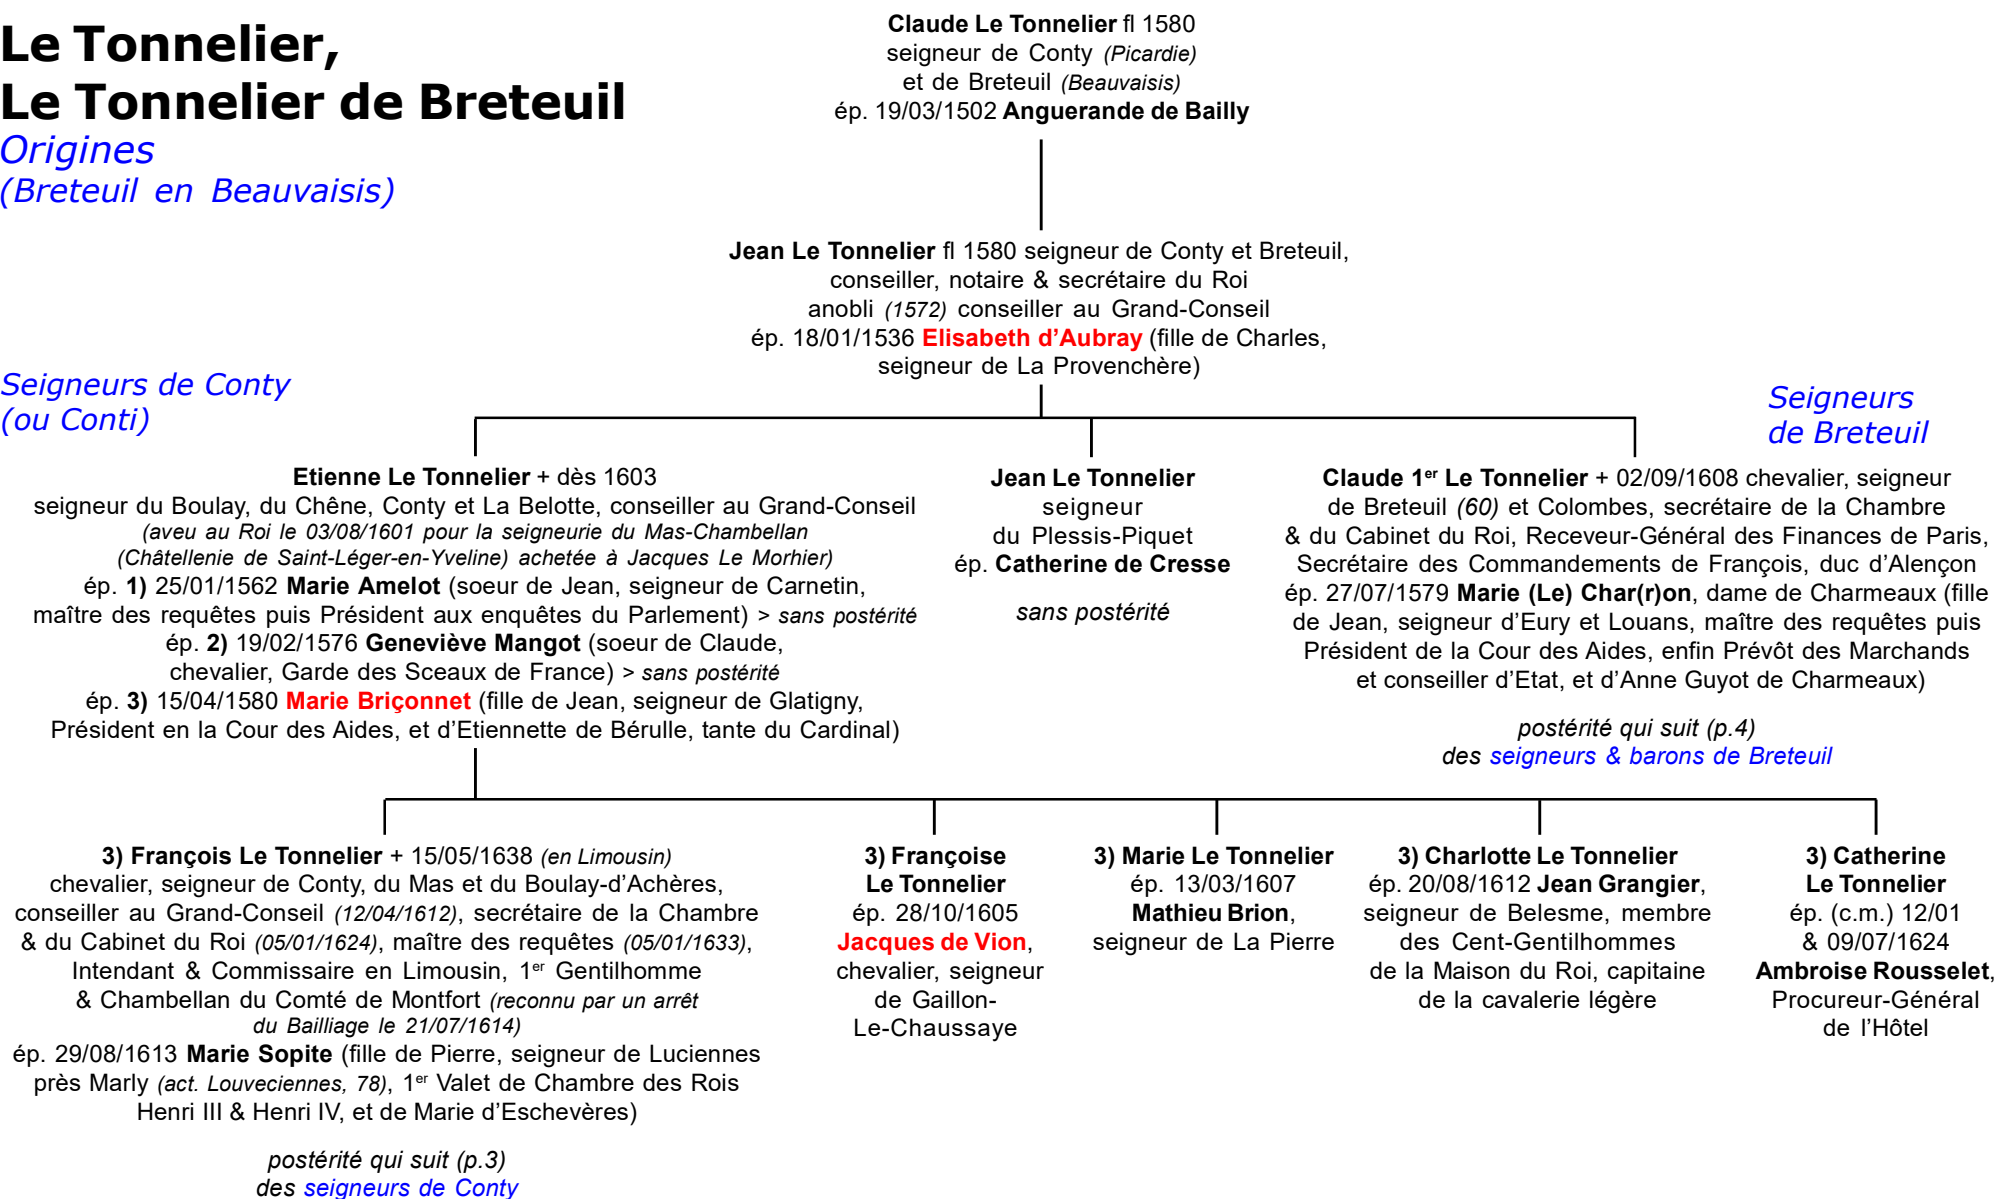 Le Tonnelier,
Le Tonnelier de Breteuil
Origines
(Breteuil en Beauvaisis)
Claude Le Tonnelier fl 1580
seigneur de Conty (Picardie)
et de Breteuil (Beauvaisis)
ép. 19/03/1502 Anguerande de Bailly
Jean Le Tonnelier fl 1580 seigneur de Conty et Breteuil,
conseiller, notaire & secrétaire du Roi
anobli (1572) conseiller au Grand-Conseil
ép. 18/01/1536 Elisabeth d'Aubray (fille de Charles,
seigneur de La Provenchère)
Seigneurs de Conty
(ou Conti)
Seigneurs
de Breteuil
Etienne Le Tonnelier + dès 1603
seigneur du Boulay, du Chêne, Conty et La Belotte, conseiller au Grand-Conseil
(aveu au Roi le 03/08/1601 pour la seigneurie du Mas-Chambellan
(Châtellenie de Saint-Léger-en-Yveline) achetée à Jacques Le Morhier)
ép. 1) 25/01/1562 Marie Amelot (soeur de Jean, seigneur de Carnetin,
maître des requêtes puis Président aux enquêtes du Parlement) > sans postérité
ép. 2) 19/02/1576 Geneviève Mangot (soeur de Claude,
chevalier, Garde des Sceaux de France) > sans postérité
ép. 3) 15/04/1580 Marie Briçonnet (fille de Jean, seigneur de Glatigny,
Président en la Cour des Aides, et d'Etiennette de Bérulle, tante du Cardinal)
Jean Le Tonnelier
seigneur
du Plessis-Piquet
ép. Catherine de Cresse
sans postérité
Claude 1er Le Tonnelier + 02/09/1608 chevalier, seigneur
de Breteuil (60) et Colombes, secrétaire de la Chambre
& du Cabinet du Roi, Receveur-Général des Finances de Paris,
Secrétaire des Commandements de François, duc d'Alençon
ép. 27/07/1579 Marie (Le) Char(r)on, dame de Charmeaux (fille
de Jean, seigneur d'Eury et Louans, maître des requêtes puis
Président de la Cour des Aides, enfin Prévôt des Marchands
et conseiller d'Etat, et d'Anne Guyot de Charmeaux)
postérité qui suit (p.4)
des seigneurs & barons de Breteuil
3) François Le Tonnelier + 15/05/1638 (en Limousin)
chevalier, seigneur de Conty, du Mas et du Boulay-d'Achères,
conseiller au Grand-Conseil (12/04/1612), secrétaire de la Chambre
& du Cabinet du Roi (05/01/1624), maître des requêtes (05/01/1633),
Intendant & Commissaire en Limousin, 1er Gentilhomme
& Chambellan du Comté de Montfort (reconnu par un arrêt
du Bailliage le 21/07/1614)
ép. 29/08/1613 Marie Sopite (fille de Pierre, seigneur de Luciennes
près Marly (act. Louveciennes, 78), 1er Valet de Chambre des Rois
Henri III & Henri IV, et de Marie d'Eschevères)
postérité qui suit (p.3)
des seigneurs de Conty
3) Françoise
Le Tonnelier
ép. 28/10/1605
Jacques de Vion,
chevalier, seigneur
de Gaillon-
Le-Chaussaye
3) Marie Le Tonnelier
ép. 13/03/1607
Mathieu Brion,
seigneur de La Pierre
3) Charlotte Le Tonnelier
ép. 20/08/1612 Jean Grangier,
seigneur de Belesme, membre
des Cent-Gentilhommes
de la Maison du Roi, capitaine
de la cavalerie légère
3) Catherine
Le Tonnelier
ép. (c.m.) 12/01
& 09/07/1624
Ambroise Rousselet,
Procureur-Général
de l'Hôtel